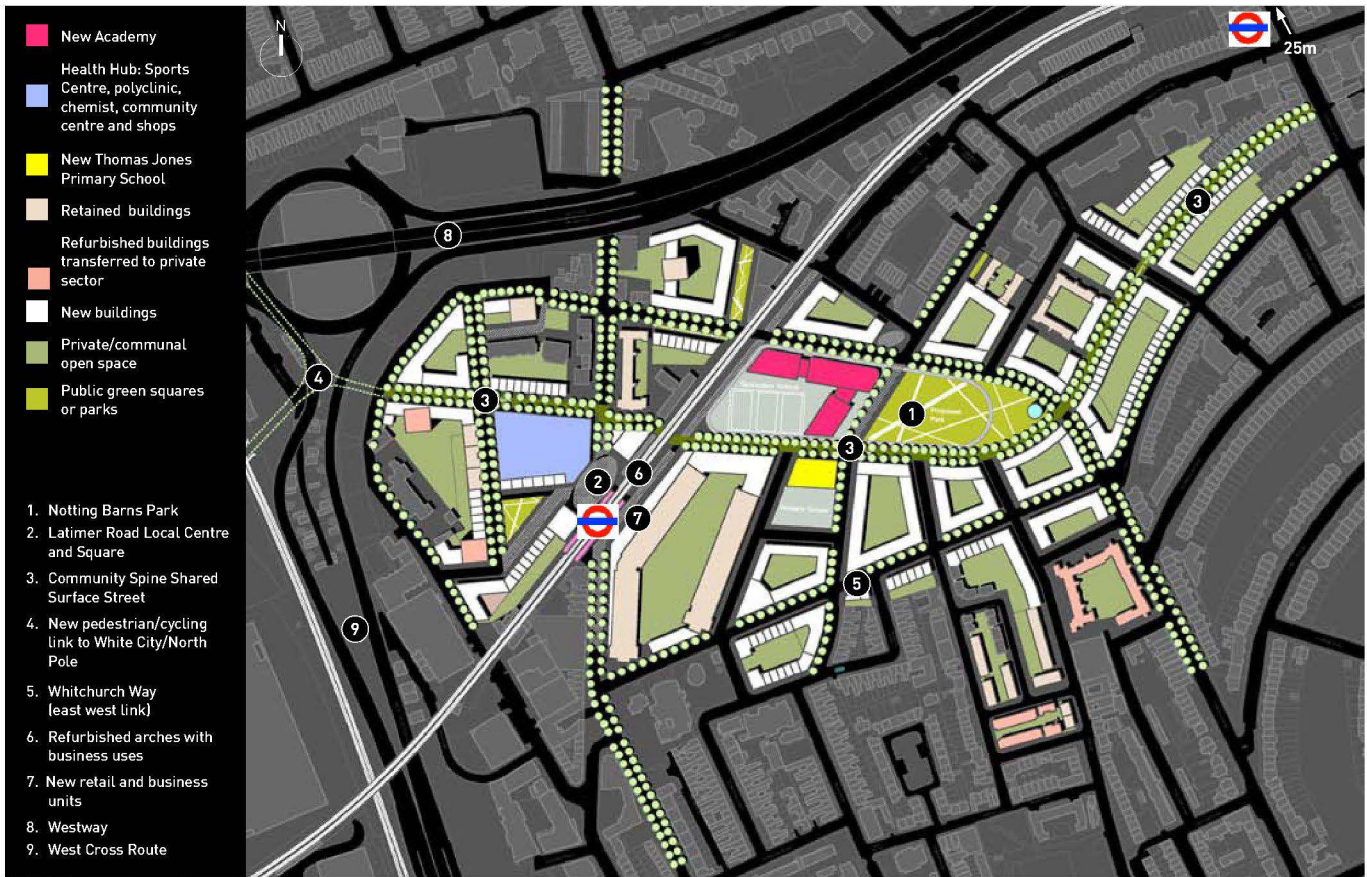 New Academy
Health Hub: Sports
Centre, polyclinic,
chemist, community
centre and shops
New Thomas Jones
Primary School
Retained buildings
Refurbished buildings
transferred to private
sector
New buildings
Private/communal
open space
Public green squares
or parks
1. Notting Barns Park
2. Latimer Road Local Centre
and Square
3. Community Spine Shared
Surface Street
4. New pedestrian/cycling
link to White City/North
Pole
5. Whitchurch Way
(east west link)
6. Refurbished arches with
business uses
7. New retail and business
units
8. Westway
9. West Cross Route
N
25m
3
8
4
3
1
Park
3
2
6
7
5
9